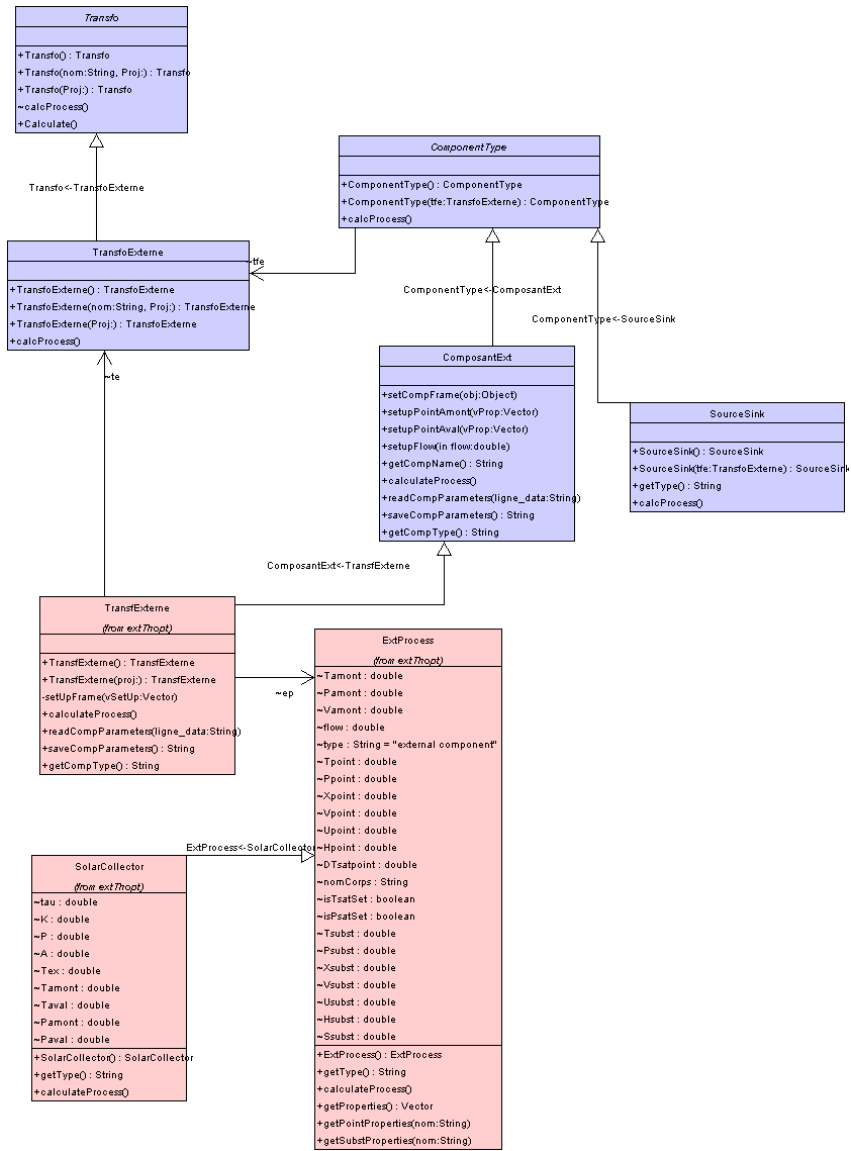 Transfo
+Transfo() : Transfo
+Transfo(nom:String, Proj:) : Transfo
+Transfo(Proj:) : Transfo
~calcProcess()
+Calculate()
Transfo<-TransfoExterne
ComponentType
+ComponentType() : ComponentType
+ComponentType(tfe:TransfoExterne) : ComponentType
+calcProcess()
TransfoExterne
+TransfoExterne() : TransfoExterne
+TransfoExterne(nom:String, Proj:) : TransfoExterne
+TransfoExterne(Proj:) : TransfoExterne
+calcProcess()
~tfe
ComponentType<-ComposantExt
ComponentType<-SourceSink
~te
ComposantExt
+setCompFrame(obj:Object)
+setupPointAmont(vProp:Vector)
+setupPointAval(vProp:Vector)
+setupFlow(in flow:double)
+getCompName() : String
+calculateProcess()
+readCompParameters(ligne_data:String)
+saveCompParameters() : String
+getCompType() : String
SourceSink
+SourceSink() : SourceSink
+SourceSink(tfe:TransfoExterne) : SourceSink
+getType() : String
+calcProcess()
ComposantExt<-TransfExterne
TransfExterne
(from extThopt)
+TransfExterne() : TransfExterne
+TransfExterne(proj:) : TransfExterne
-setUpFrame(vSetUp:Vector)
+calculateProcess()
+readCompParameters(ligne_data:String)
+saveCompParameters() : String
+getCompType() : String
~ep
ExtProcess
(from extThopt)
~Tamont : double
~Pamont : double
~Vamont : double
~flow : double
~type : String = "external component"
~Tpoint : double
~Ppoint : double
~Xpoint : double
~Vpoint : double
~Upoint : double
~Hpoint : double
~DTsatpoint : double
~nomCorps : String
~isTsatSet : boolean
~isPsatSet : boolean
~Tsubst : double
~Psubst : double
~Xsubst : double
~Vsubst : double
~Usubst : double
~Hsubst : double
~Ssubst : double
+ExtProcess() : ExtProcess
+getType() : String
+calculateProcess()
+getProperties() : Vector
+getPointProperties(nom:String)
+getSubstProperties(nom:String)
ExtProcess<-SolarCollector
SolarCollector
(from extThopt)
~tau : double
~K : double
~P : double
~A : double
~Tex : double
~Tamont : double
~Taval : double
~Pamont : double
~Paval : double
+SolarCollector() : SolarCollector
+getType() : String
+calculateProcess()